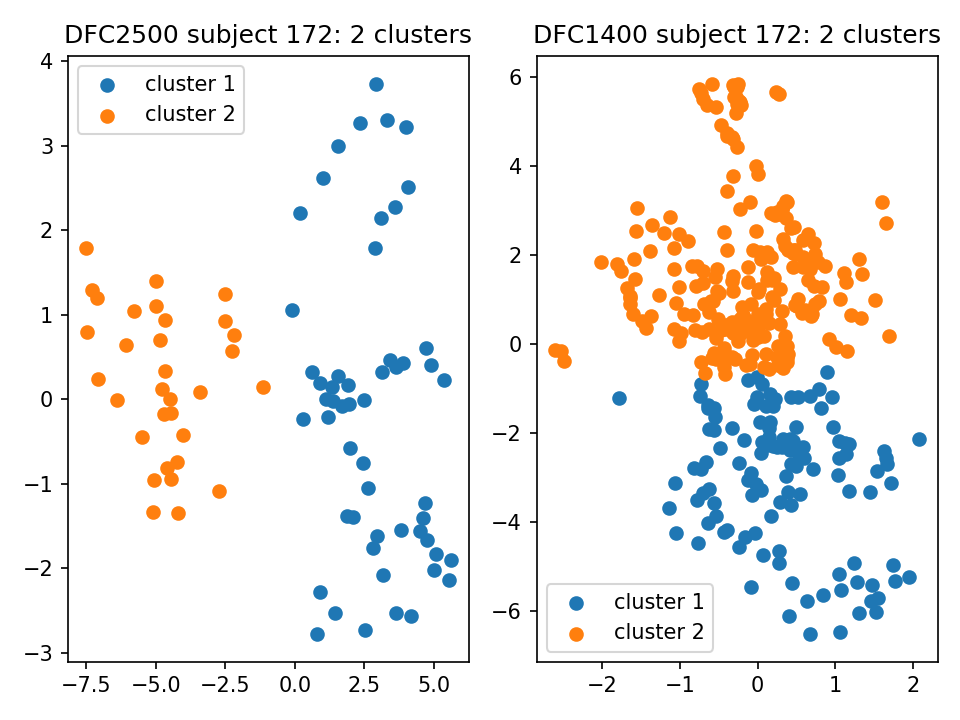 DFC2500 subject 172: 2 clusters
cluster 1
cluster 2
4
3
2
1
0
−1
−2
−3
−7.5 −5.0 −2.5 0.0 2.5 5.0
DFC1400 subject 172: 2 clusters
6
4
2
0
−2
−4
−6
cluster 1
cluster 2
−2 −1 0 1 2